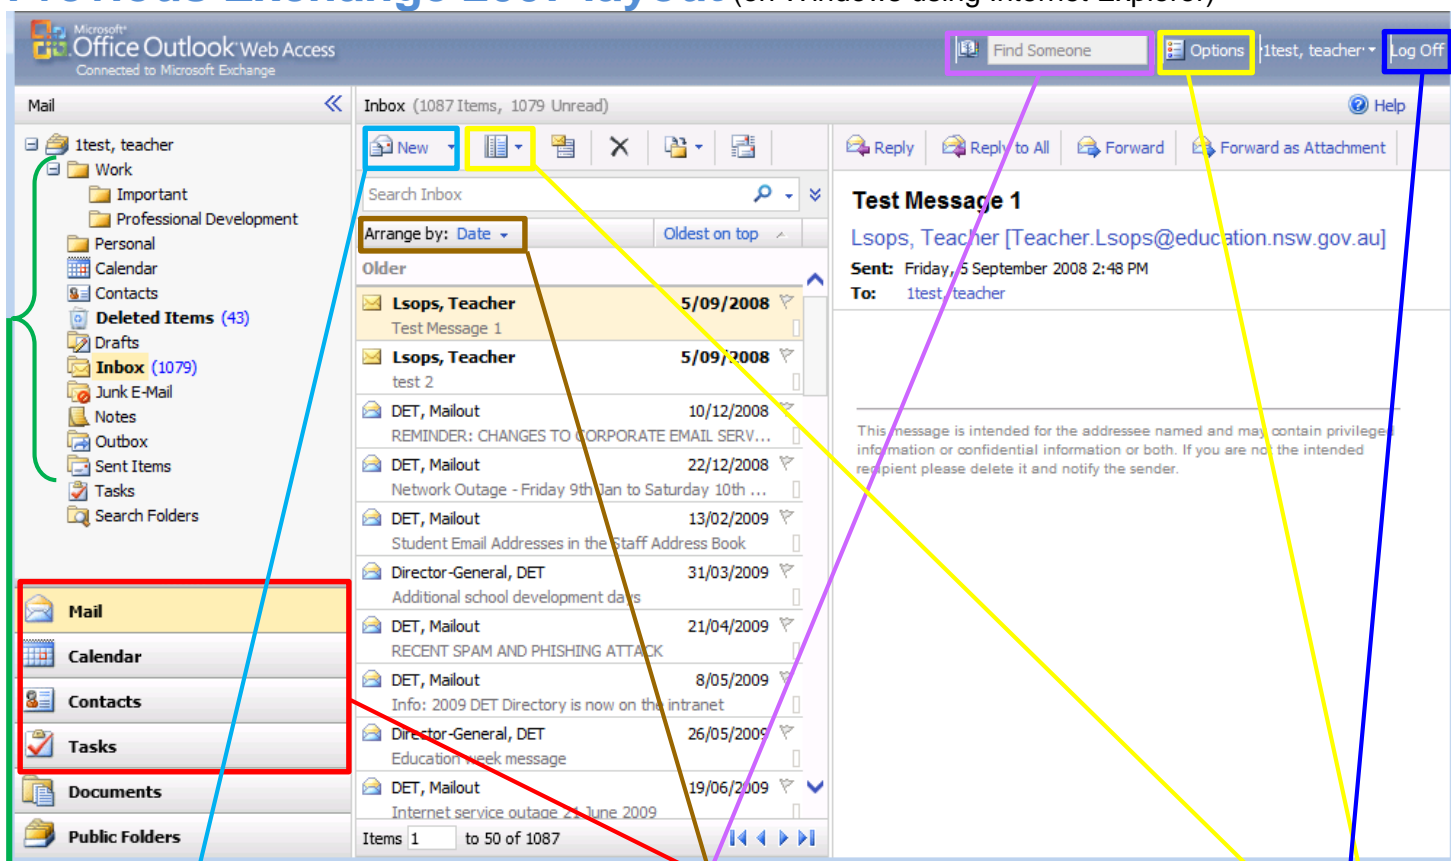 Previous Exchange 2007 layout (on Windows using Internet Explorer)
Microsoft®
Office Outlook® Web Access
Connected to Microsoft Exchange
Find Someone
Options
1test, teacher
Log Off
Mail
Inbox (1087 Items, 1079 Unread)
Help
1test, teacher
Work
Important
Professional Development
Personal
Calendar
Contacts
Deleted Items (43)
Drafts
Inbox (1079)
Junk E-Mail
Notes
Outbox
Sent Items
Tasks
Search Folders
Mail
Calendar
Contacts
Tasks
Documents
Public Folders
New
Search Inbox
Arrange by: Date
Oldest on top
Older
Lsops, Teacher 5/09/2008
Test Message 1
Lsops, Teacher 5/09/2008
test 2
DET, Mailout 10/12/2008
REMINDER: CHANGES TO CORPORATE EMAIL SERV...
DET, Mailout 22/12/2008
Network Outage - Friday 9th Jan to Saturday 10th ...
DET, Mailout 13/02/2009
Student Email Addresses in the Staff Address Book
Director-General, DET 31/03/2009
Additional school development days
DET, Mailout 21/04/2009
RECENT SPAM AND PHISHING ATTACK
DET, Mailout 8/05/2009
Info: 2009 DET Directory is now on the intranet
Director-General, DET 26/05/2009
Education week message
DET, Mailout 19/06/2009
Internet service outage 21 June 2009
Items 1 to 50 of 1087
Reply
Reply to All
Forward
Forward as Attachment
Test Message 1
Lsops, Teacher [Teacher.Lsops@education.nsw.gov.au]
Sent: Friday, 5 September 2008 2:48 PM
To: 1test, teacher
This message is intended for the addressee named and may contain privileged
information or confidential information or both. If you are not the intended
recipient please delete it and notify the sender.